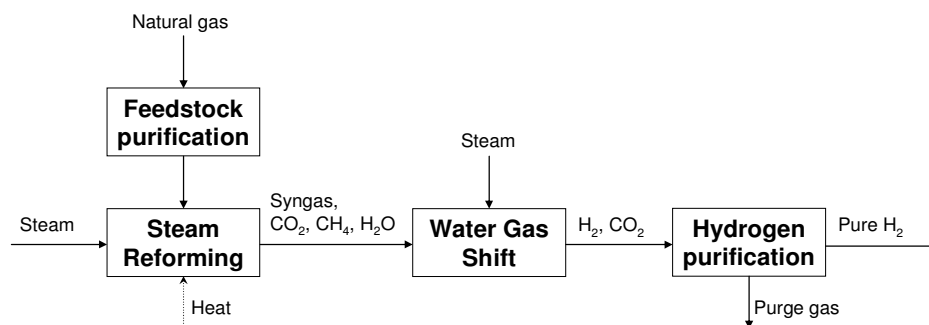 Natural gas
Feedstock
purification
Steam
Steam
Steam
Reforming
Syngas,
CO₂, CH₄, H₂O
Water Gas
Shift
H₂, CO₂
Hydrogen
purification
Pure H₂
Heat
Purge gas